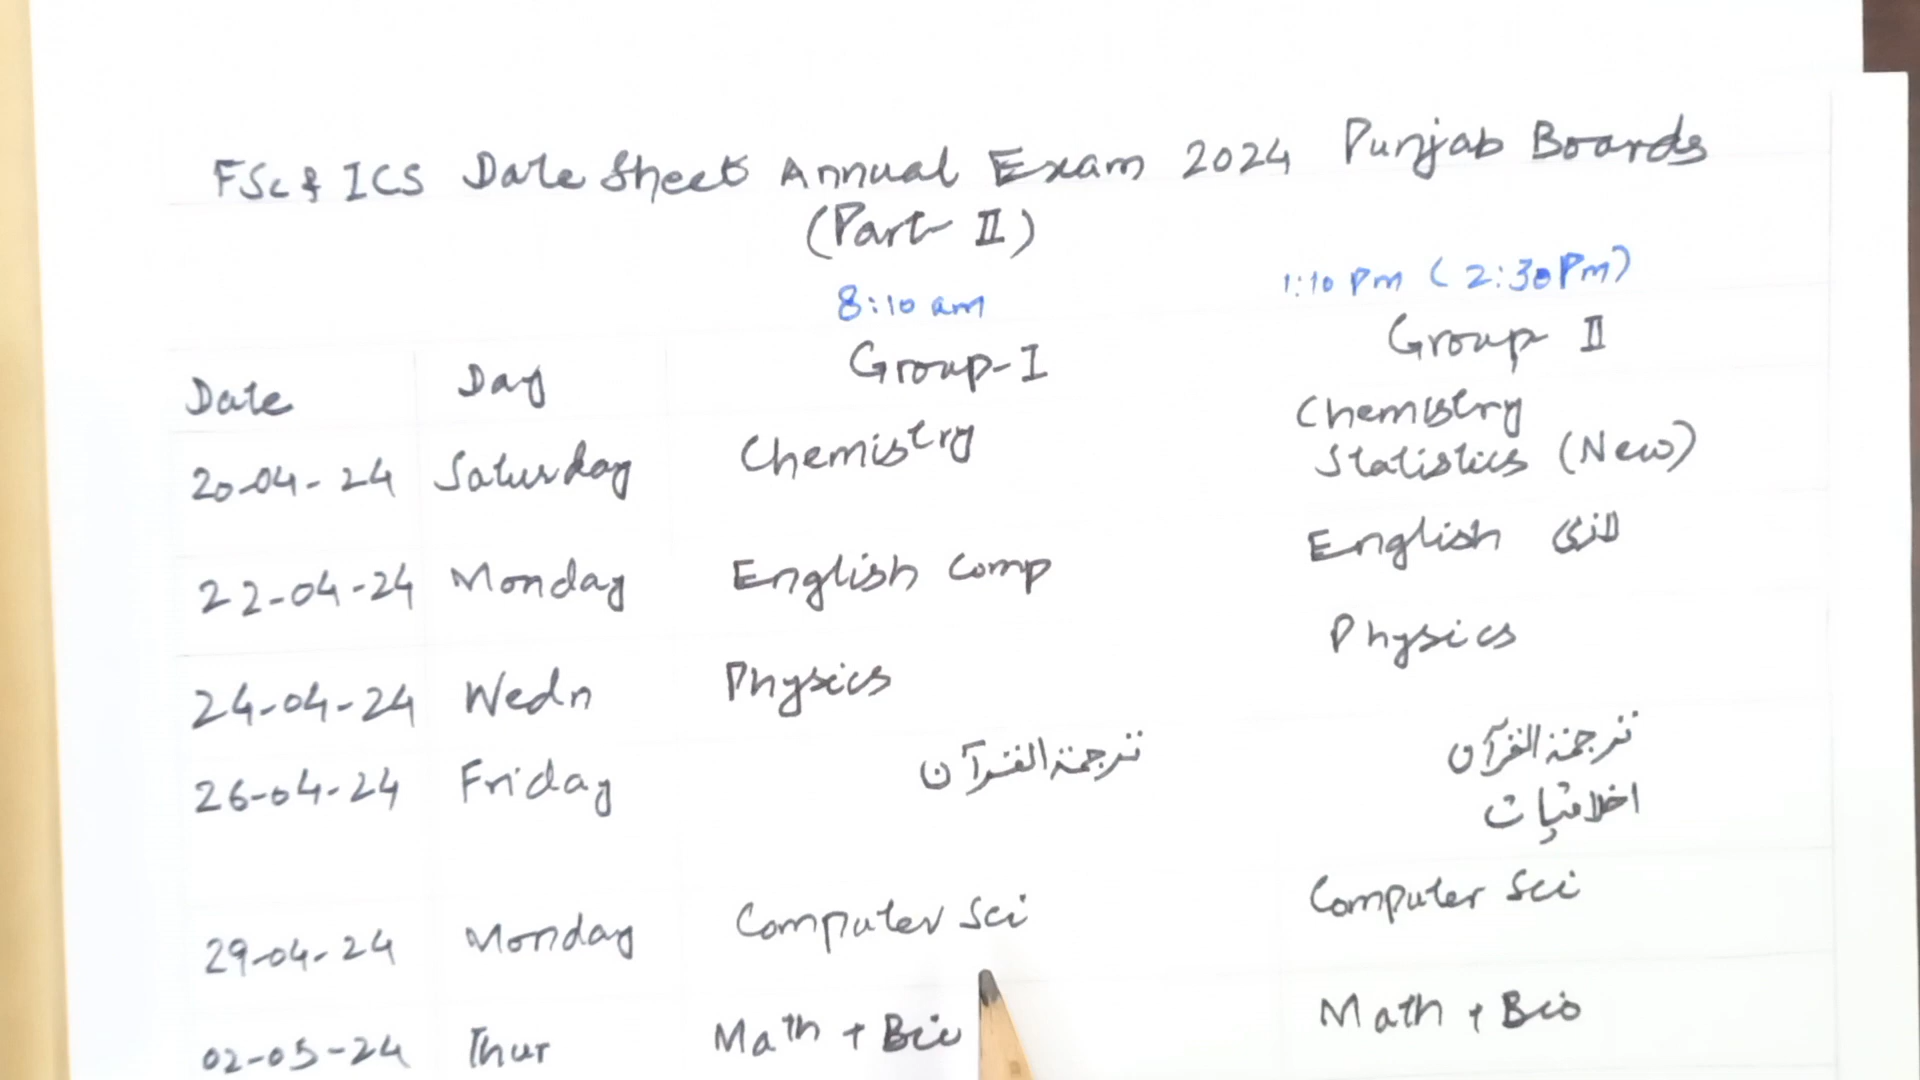 FSc & ICS Date Sheet Annual Exam 2024 Punjab Boards
(Part II)
8:10 am 1:10 Pm (2:30 Pm)
Date Day Group-I Group II
20-04-24 Saturday Chemistry Chemistry
Statistics (New)
22-04-24 Monday English Comp English لازمی
24-04-24 Wedn Physics Physics
26-04-24 Friday ترجمۃ القرآن ترجمۃ القرآن
اخلاقیات
29-04-24 Monday Computer Sci Computer Sci
02-05-24 Thur Math + Bio Math + Bio